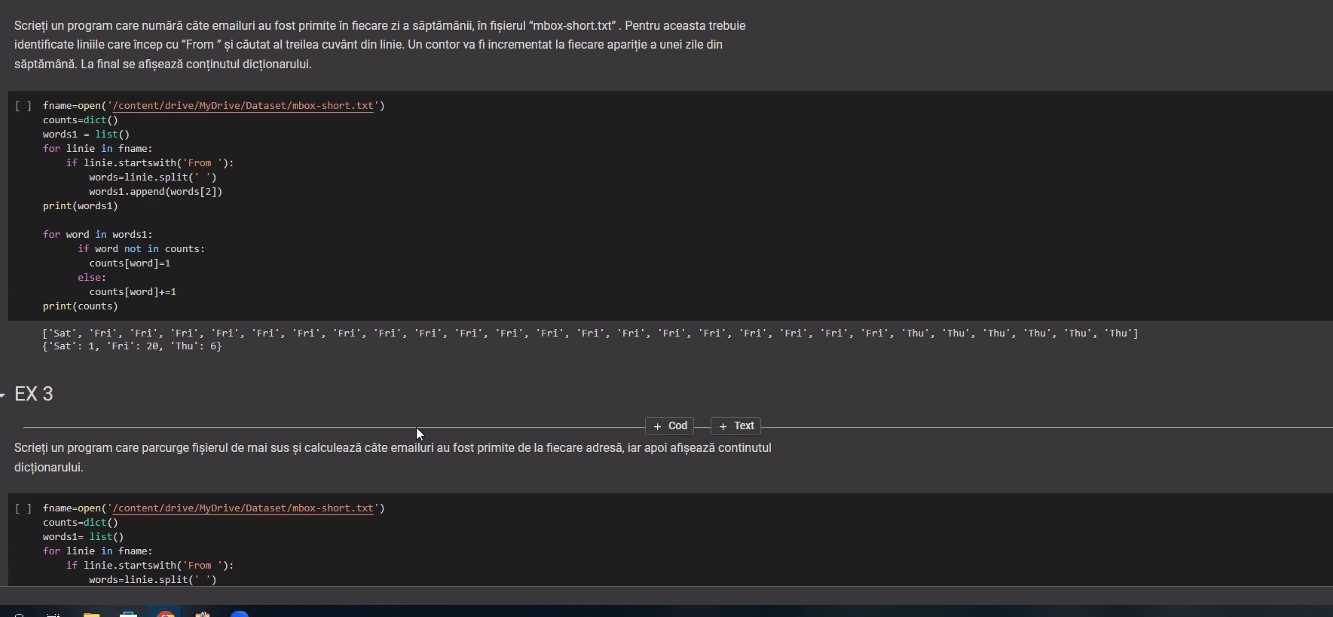 Scrieți un program care numără câte emailuri au fost primite în fiecare zi a săptămânii, în fișierul “mbox-short.txt” . Pentru aceasta trebuie
identificate liniile care încep cu “From ” și căutat al treilea cuvânt din linie. Un contor va fi incrementat la fiecare apariție a unei zile din
săptămână. La final se afișează conținutul dicționarului.
[ ] fname=open('/content/drive/MyDrive/Dataset/mbox-short.txt')
counts=dict()
words1 = list()
for linie in fname:
if linie.startswith('From '):
words=linie.split(' ')
words1.append(words[2])
print(words1)
for word in words1:
if word not in counts:
counts[word]=1
else:
counts[word]+=1
print(counts)
['Sat', 'Fri', 'Fri', 'Fri', 'Fri', 'Fri', 'Fri', 'Fri', 'Fri', 'Fri', 'Fri', 'Fri', 'Fri', 'Fri', 'Fri', 'Fri', 'Fri', 'Fri', 'Fri', 'Fri', 'Fri', 'Thu', 'Thu', 'Thu', 'Thu', 'Thu', 'Thu']
{'Sat': 1, 'Fri': 20, 'Thu': 6}
EX 3
+ Cod + Text
Scrieți un program care parcurge fișierul de mai sus și calculează câte emailuri au fost primite de la fiecare adresă, iar apoi afișează continutul
dicționarului.
[ ] fname=open('/content/drive/MyDrive/Dataset/mbox-short.txt')
counts=dict()
words1= list()
for linie in fname:
if linie.startswith('From '):
words=linie.split(' ')